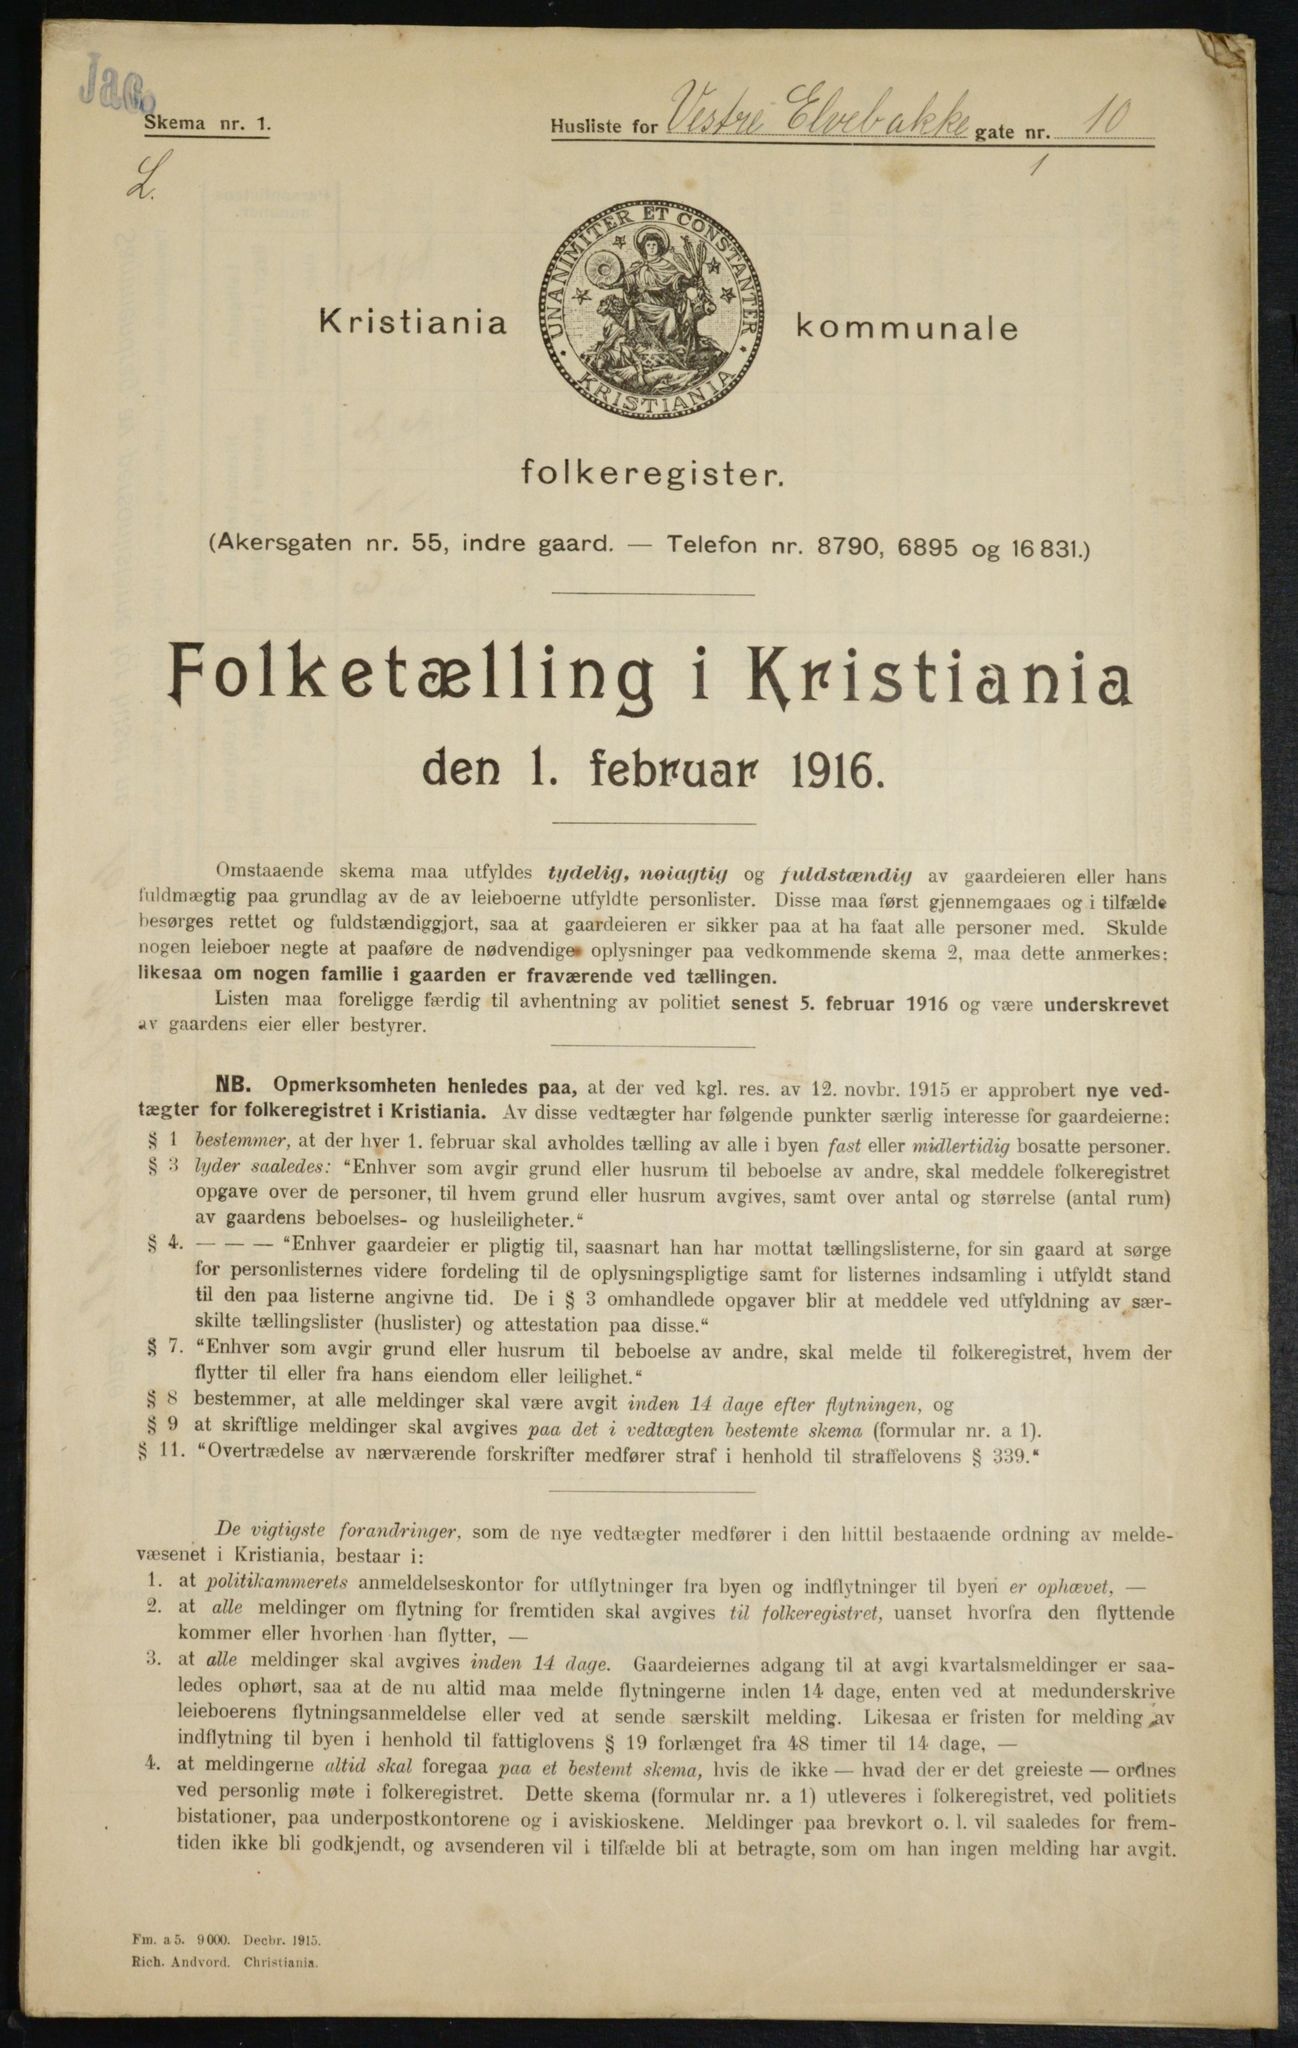 Jac.
Skema nr. 1.
Husliste for Vestre Elvebakke gate nr. 10
L.
UNANIMITER ET CONSTANTER
KRISTIANIA
Kristiania kommunale
folkeregister.
(Akersgaten nr. 55, indre gaard. — Telefon nr. 8790, 6895 og 16 831.)
Folketælling i Kristiania
den 1. februar 1916.
Omstaaende skema maa utfyldes tydelig, nøiagtig og fuldstændig av gaardeieren eller hans
fuldmægtig paa grundlag av de av leieboerne utfyldte personlister. Disse maa først gjennemgaaes og i tilfælde
besørges rettet og fuldstændiggjort, saa at gaardeieren er sikker paa at ha faat alle personer med. Skulde
nogen leieboer negte at paaføre de nødvendige oplysninger paa vedkommende skema 2, maa dette anmerkes;
likesaa om nogen familie i gaarden er fraværende ved tællingen.
Listen maa foreligge færdig til avhentning av politiet senest 5. februar 1916 og være underskrevet
av gaardens eier eller bestyrer.
NB. Opmerksomheten henledes paa, at der ved kgl. res. av 12. novbr. 1915 er approbert nye ved-
tægter for folkeregistret i Kristiania. Av disse vedtægter har følgende punkter særlig interesse for gaardeierne:
§ 1 bestemmer, at der hver 1. februar skal avholdes tælling av alle i byen fast eller midlertidig bosatte personer.
§ 3 lyder saaledes: "Enhver som avgir grund eller husrum til beboelse av andre, skal meddele folkeregistret
opgave over de personer, til hvem grund eller husrum avgives, samt over antal og størrelse (antal rum)
av gaardens beboelses- og husleiligheter."
§ 4. — — — "Enhver gaardeier er pligtig til, saasnart han har mottat tællingslisterne, for sin gaard at sørge
for personlisternes videre fordeling til de oplysningspligtige samt for listernes indsamling i utfyldt stand
til den paa listerne angivne tid. De i § 3 omhandlede opgaver blir at meddele ved utfyldning av sær-
skilte tællingslister (huslister) og attestation paa disse."
§ 7. "Enhver som avgir grund eller husrum til beboelse av andre, skal melde til folkeregistret, hvem der
flytter til eller fra hans eiendom eller leilighet."
§ 8 bestemmer, at alle meldinger skal være avgit inden 14 dage efter flytningen, og
§ 9 at skriftlige meldinger skal avgives paa det i vedtægten bestemte skema (formular nr. a 1).
§ 11. "Overtrædelse av nærværende forskrifter medfører straf i henhold til straffelovens § 339."
De vigtigste forandringer, som de nye vedtægter medfører i den hittil bestaaende ordning av melde-
væsenet i Kristiania, bestaar i:
1. at politikammerets anmeldelseskontor for utflytninger fra byen og indflytninger til byen er ophævet, —
2. at alle meldinger om flytning for fremtiden skal avgives til folkeregistret, uanset hvorfra den flyttende
kommer eller hvorhen han flytter, —
3. at alle meldinger skal avgives inden 14 dage. Gaardeiernes adgang til at avgi kvartalsmeldinger er saa-
ledes ophørt, saa at de nu altid maa melde flytningerne inden 14 dage, enten ved at medunderskrive
leieboerens flytningsanmeldelse eller ved at sende særskilt melding. Likesaa er fristen for melding av
indflytning til byen i henhold til fattiglovens § 19 forlænget fra 48 timer til 14 dage, —
4. at meldingerne altid skal foregaa paa et bestemt skema, hvis de ikke — hvad der er det greieste — ordnes
ved personlig møte i folkeregistret. Dette skema (formular nr. a 1) utleveres i folkeregistret, ved politiets
bistationer, paa underpostkontorene og i aviskioskene. Meldinger paa brevkort o. l. vil saaledes for frem-
tiden ikke bli godkjendt, og avsenderen vil i tilfælde bli at betragte, som om han ingen melding har avgit.
Fm. a 5. 9000. Decbr. 1915.
Rich. Andvord. Christiania.